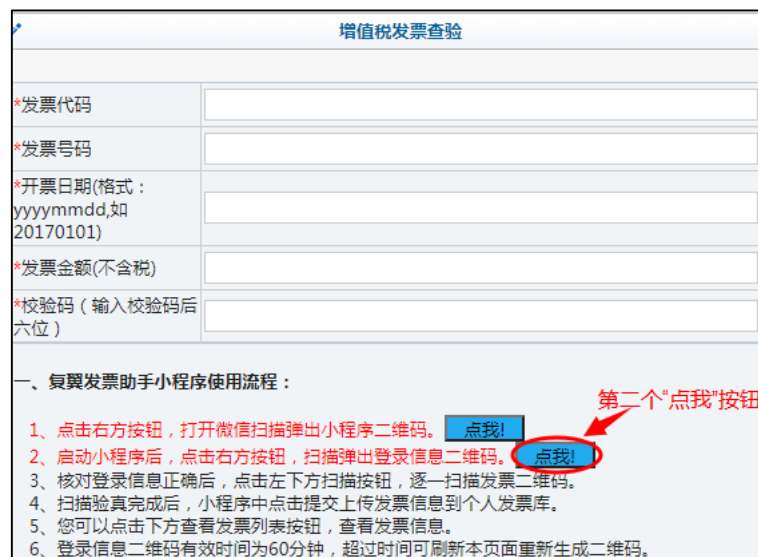 增值税发票查验
*发票代码
*发票号码
*开票日期(格式：
yyyymmdd,如
20170101)
*发票金额(不含税)
*校验码（输入校验码后
六位）
一、复翼发票助手小程序使用流程：
第二个“点我”按钮
1、点击右方按钮，打开微信扫描弹出小程序二维码。 点我!
2、启动小程序后，点击右方按钮，扫描弹出登录信息二维码。 点我!
3、核对登录信息正确后，点击左下方扫描按钮，逐一扫描发票二维码。
4、扫描验真完成后，小程序中点击提交上传发票信息到个人发票库。
5、您可以点击下方查看发票列表按钮，查看发票信息。
6、登录信息二维码有效时间为60分钟，超过时间可刷新本页面重新生成二维码。